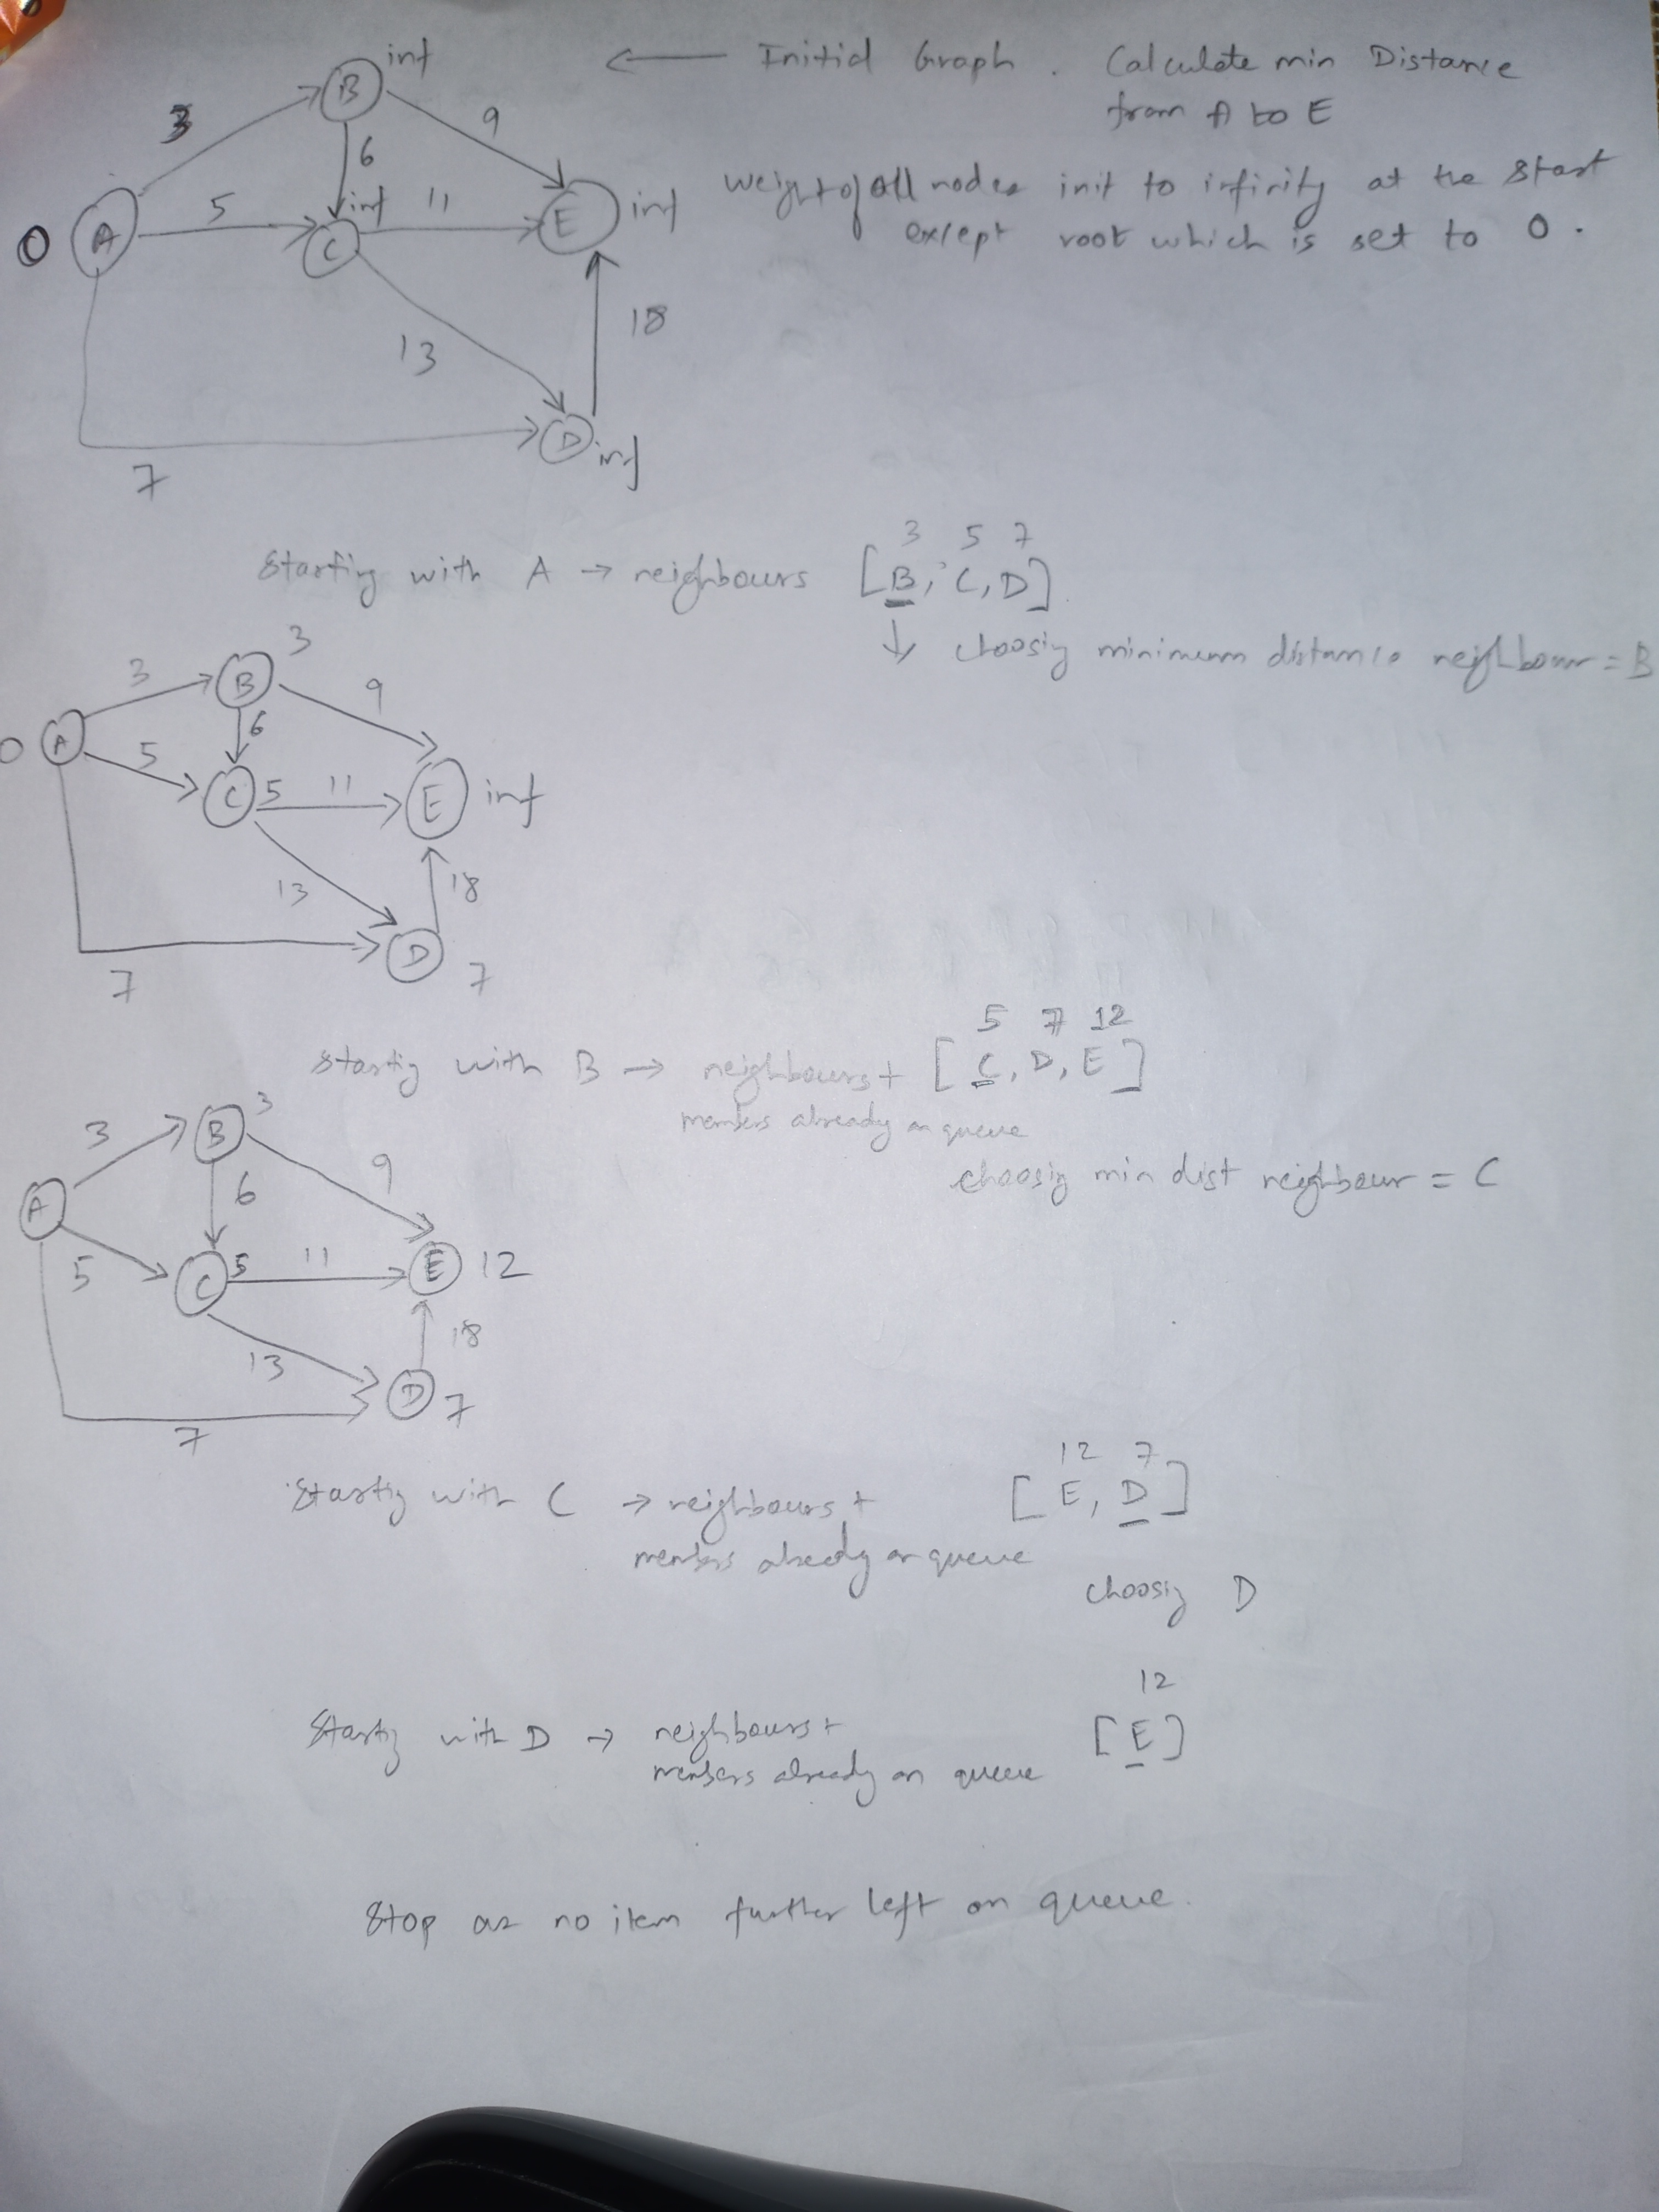 inf
← Initial Graph. Calculate min Distance
from A to E
B
3
9
6
weight of all nodes init to infinity at the start
except root which is set to 0.
0 A 5 inf C 11 E inf
18
13
D inf
7
3 5 7
Starting with A → neighbours [B, C, D]
↓ choosing minimum distance neighbour = B
3
3 B 9
0 A 6
5 C 5 11 E inf
13 18
D
7 7
5 7 12
starting with B → neighbours + [C, D, E]
members already on queue
choosing min dist neighbour = C
3
3 B 9
A 6
5 C 5 11 E 12
18
13
D 7
7
12 7
Starting with C → neighbours + [E, D]
members already on queue
choosing D
12
Starting with D → neighbours + [E]
members already on queue
Stop as no item further left on queue.